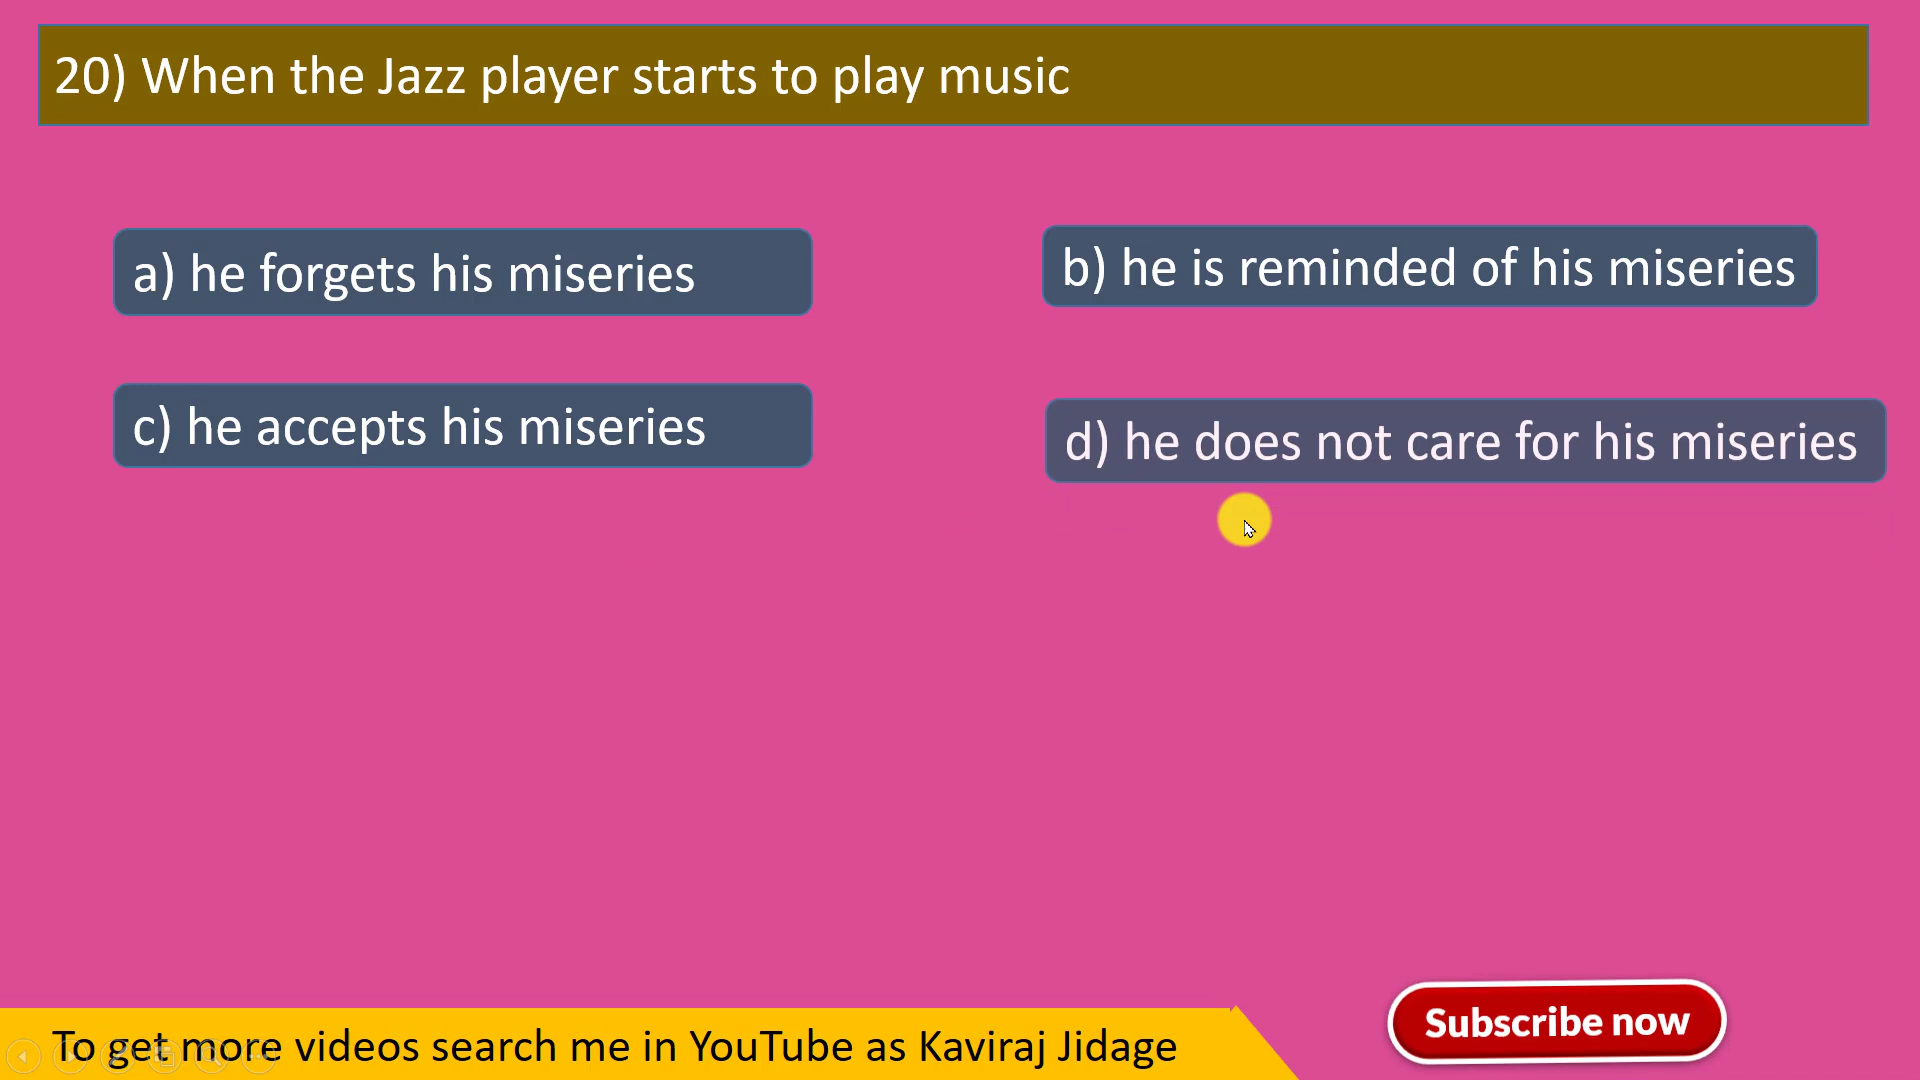 20) When the Jazz player starts to play music
a) he forgets his miseries
b) he is reminded of his miseries
c) he accepts his miseries
d) he does not care for his miseries
To get more videos search me in YouTube as Kaviraj Jidage
Subscribe now